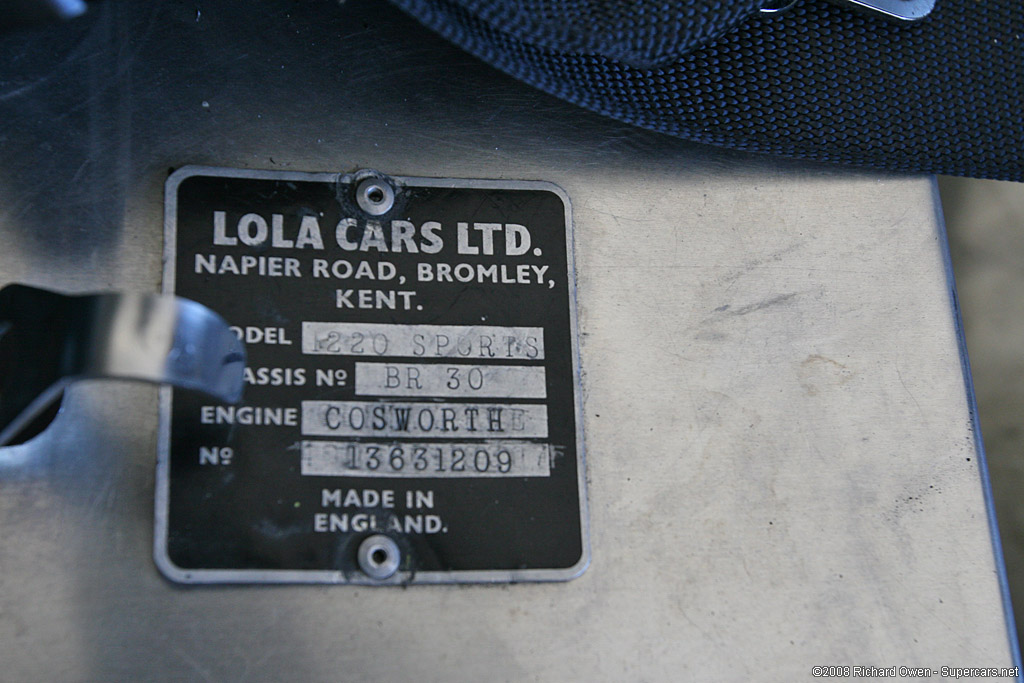 LOLA CARS LTD.
NAPIER ROAD, BROMLEY,
KENT.
ODEL 1220 SPORTS
ASSIS Nº BR 30
ENGINE COSWORTH
Nº 13631209
MADE IN
ENGLAND.
©2008 Richard Owen - Supercars.net